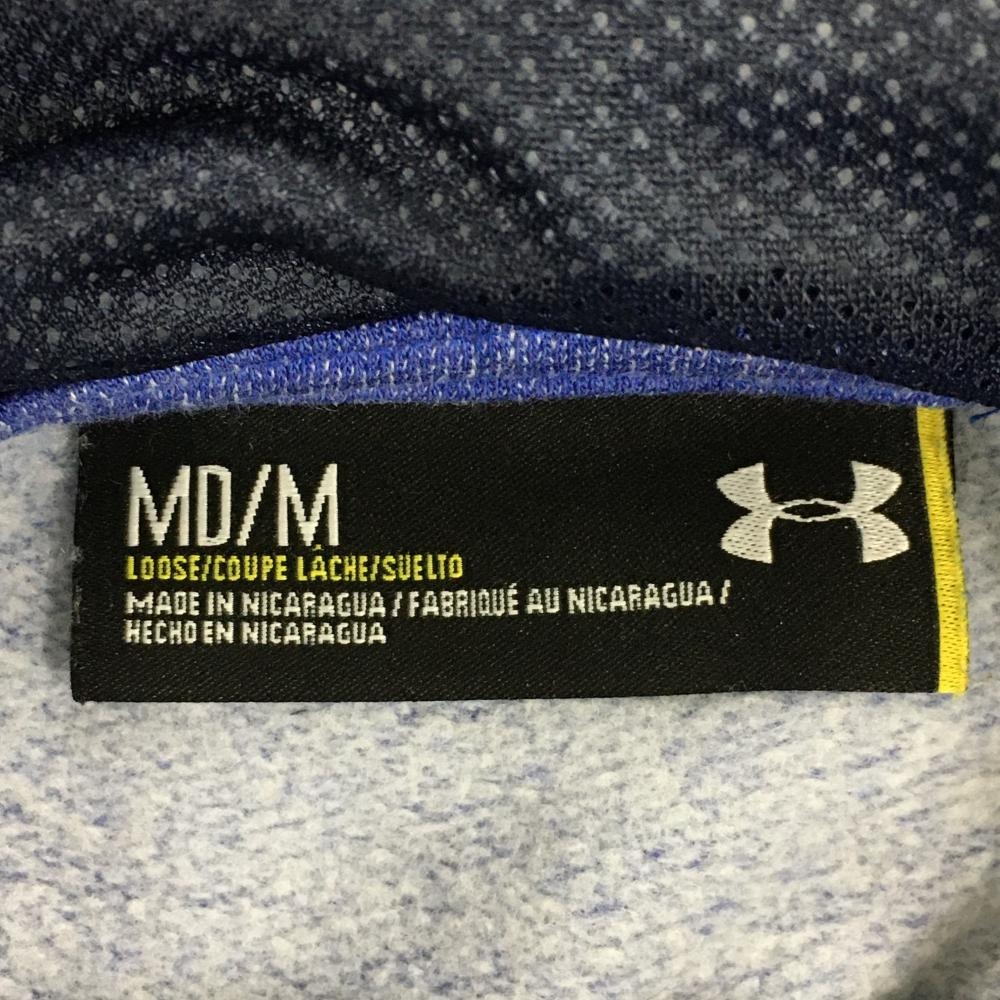 MD/M
LOOSE/COUPE LÂCHE/SUELTO
MADE IN NICARAGUA / FABRIQUÉ AU NICARAGUA /
HECHO EN NICARAGUA